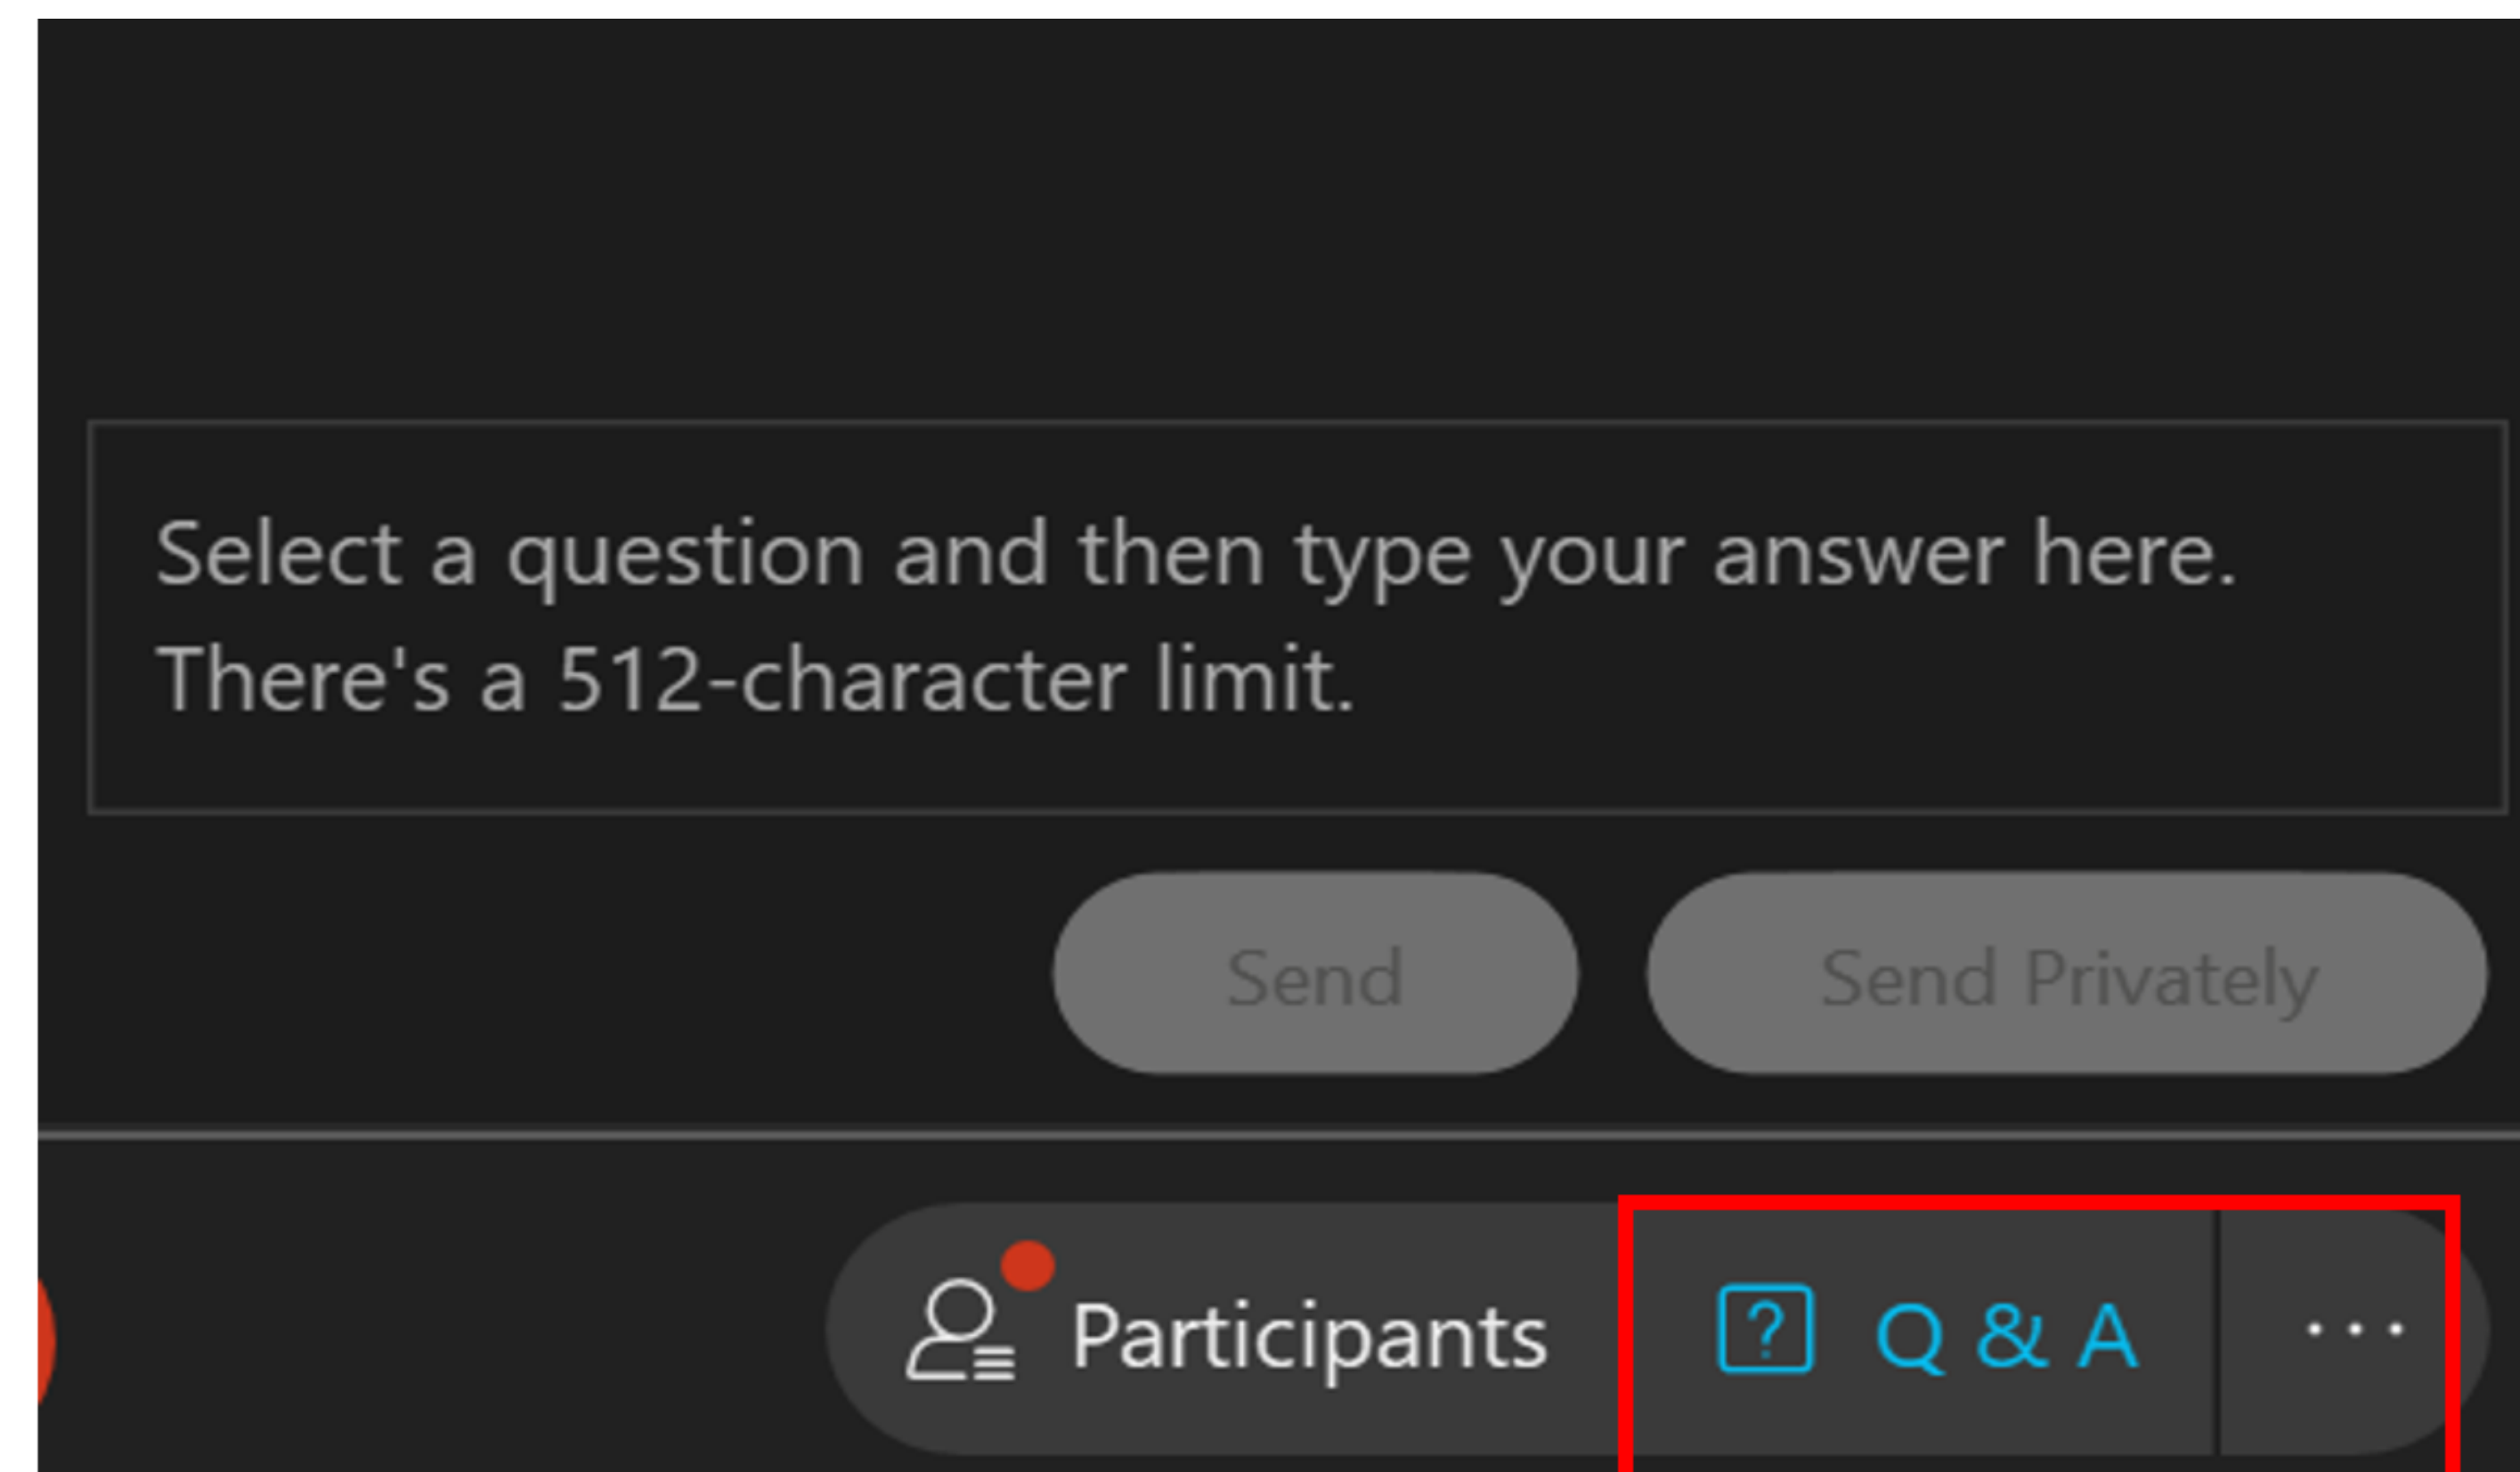 Select a question and then type your answer here.
There's a 512-character limit.
Send Send Privately
Participants Q & A